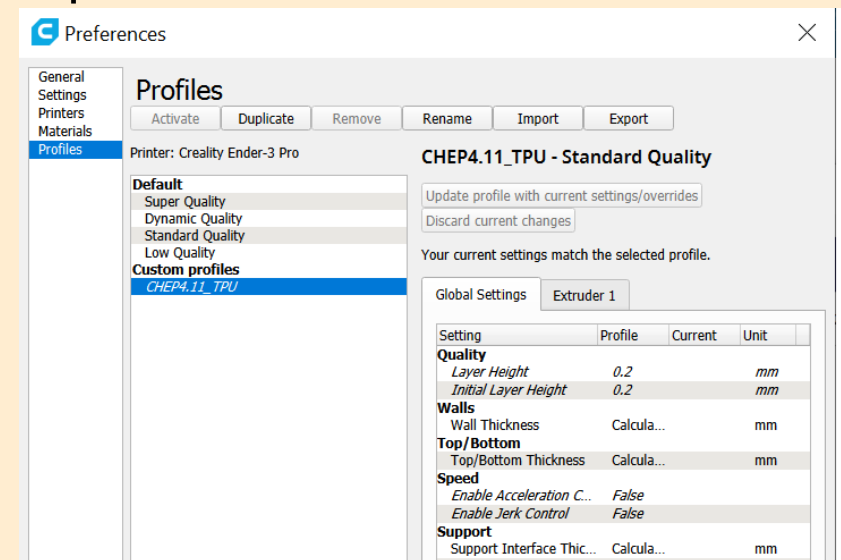 Preferences
General
Settings
Printers
Materials
Profiles
Profiles
Activate Duplicate Remove Rename Import Export
Printer: Creality Ender-3 Pro
Default
Super Quality
Dynamic Quality
Standard Quality
Low Quality
Custom profiles
CHEP4.11_TPU
CHEP4.11_TPU - Standard Quality
Update profile with current settings/overrides
Discard current changes
Your current settings match the selected profile.
Global Settings Extruder 1
Setting Profile Current Unit
Quality
Layer Height 0.2 mm
Initial Layer Height 0.2 mm
Walls
Wall Thickness Calcula... mm
Top/Bottom
Top/Bottom Thickness Calcula... mm
Speed
Enable Acceleration C... False
Enable Jerk Control False
Support
Support Interface Thic... Calcula... mm